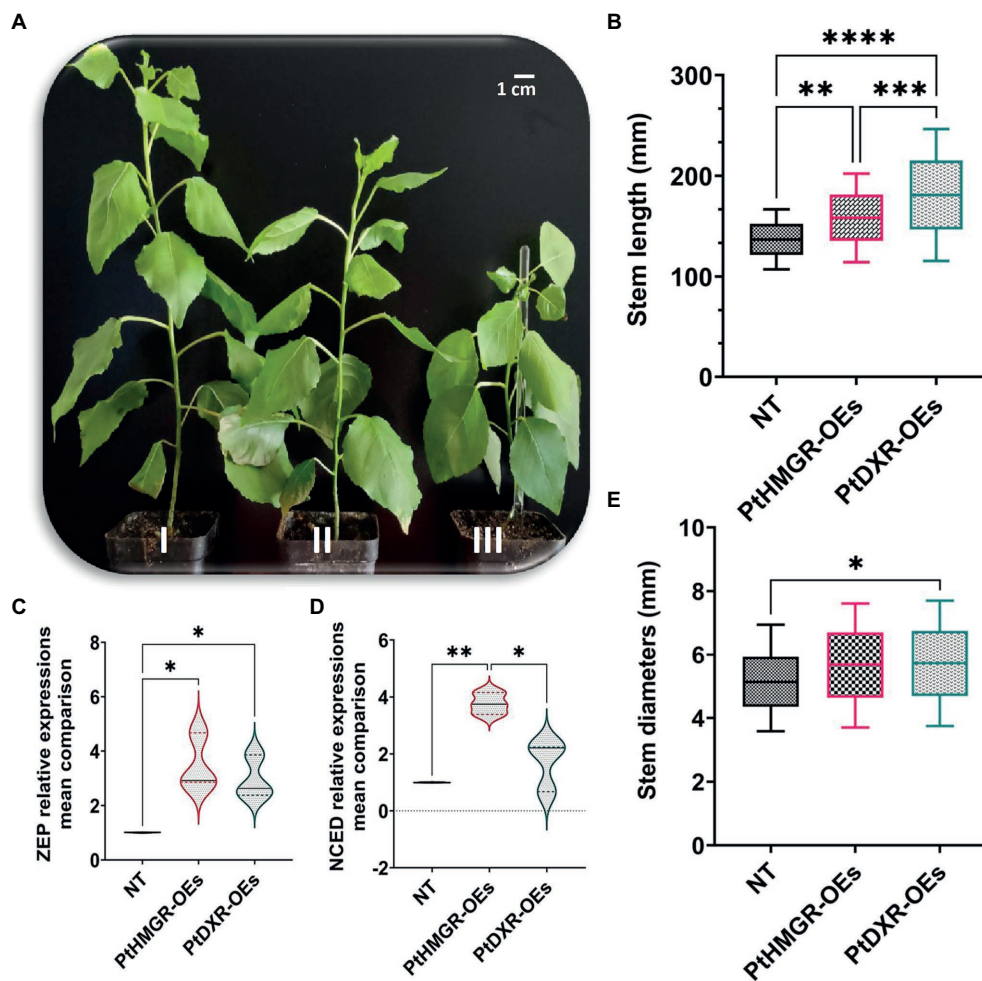 A
1 cm
I
II
III
B
****
**
***
Stem length (mm)
300
200
100
0
NT
PtHMGR-OEs
PtDXR-OEs
C
*
*
ZEP relative expressions
mean comparison
8
6
4
2
0
NT
PtHMGR-OEs
PtDXR-OEs
D
**
*
NCED relative expressions
mean comparison
6
4
2
0
-2
NT
PtHMGR-OEs
PtDXR-OEs
E
*
Stem diameters (mm)
10
8
6
4
2
0
NT
PtHMGR-OEs
PtDXR-OEs